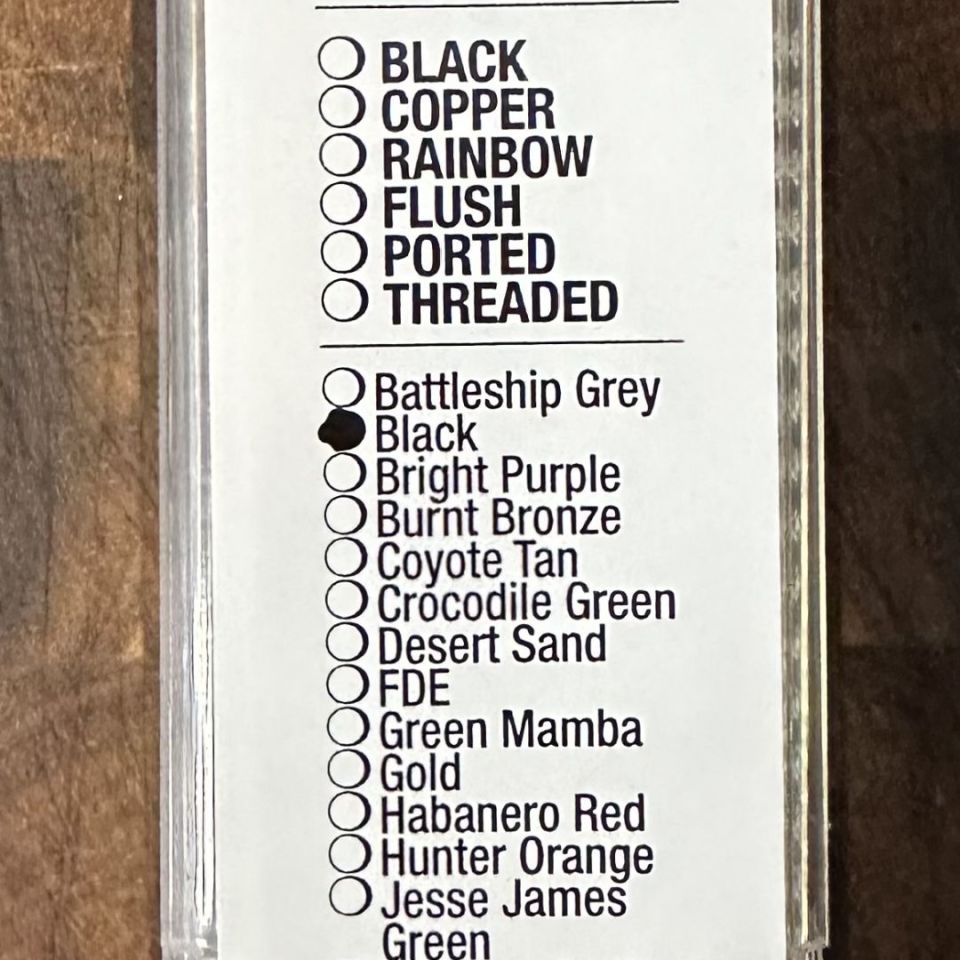 BLACK
COPPER
RAINBOW
FLUSH
PORTED
THREADED
Battleship Grey
Black
Bright Purple
Burnt Bronze
Coyote Tan
Crocodile Green
Desert Sand
FDE
Green Mamba
Gold
Habanero Red
Hunter Orange
Jesse James
Green